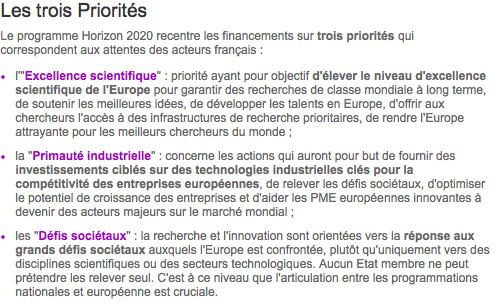 Les trois Priorités
Le programme Horizon 2020 recentre les financements sur trois priorités qui
correspondent aux attentes des acteurs français :
l'"Excellence scientifique" : priorité ayant pour objectif d'élever le niveau d'excellence
scientifique de l'Europe pour garantir des recherches de classe mondiale à long terme,
de soutenir les meilleures idées, de développer les talents en Europe, d'offrir aux
chercheurs l'accès à des infrastructures de recherche prioritaires, de rendre l'Europe
attrayante pour les meilleurs chercheurs du monde ;
la "Primauté industrielle" : concerne les actions qui auront pour but de fournir des
investissements ciblés sur des technologies industrielles clés pour la
compétitivité des entreprises européennes, de relever les défis sociétaux, d'optimiser
le potentiel de croissance des entreprises et d'aider les PME européennes innovantes à
devenir des acteurs majeurs sur le marché mondial ;
les "Défis sociétaux" : la recherche et l'innovation sont orientées vers la réponse aux
grands défis sociétaux auxquels l'Europe est confrontée, plutôt qu'uniquement vers des
disciplines scientifiques ou des secteurs technologiques. Aucun Etat membre ne peut
prétendre les relever seul. C'est à ce niveau que l'articulation entre les programmations
nationales et européenne est cruciale.